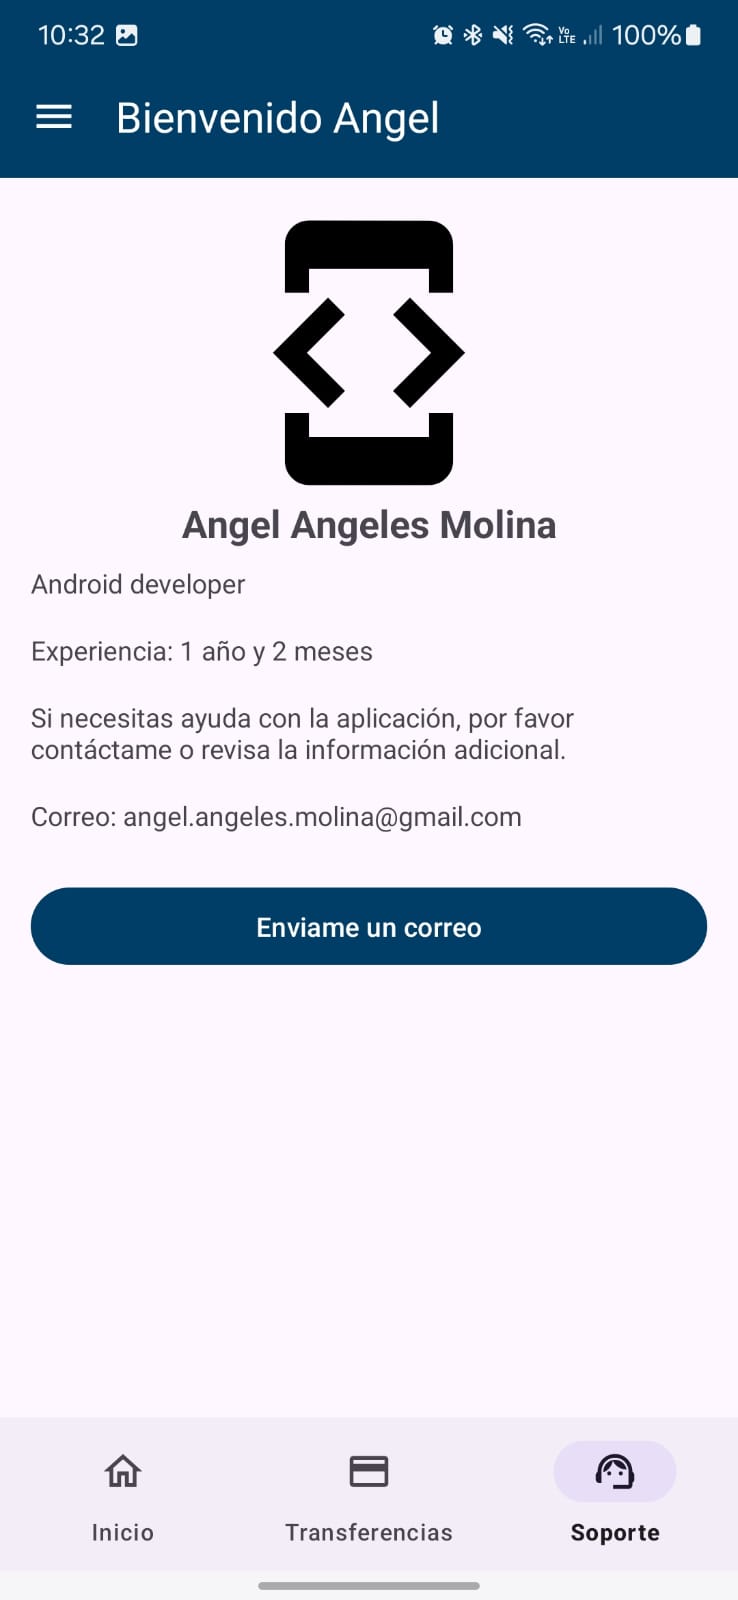 10:32
Vo LTE 100%
Bienvenido Angel
Angel Angeles Molina
Android developer
Experiencia: 1 año y 2 meses
Si necesitas ayuda con la aplicación, por favor
contáctame o revisa la información adicional.
Correo: angel.angeles.molina@gmail.com
Enviame un correo
Inicio Transferencias Soporte